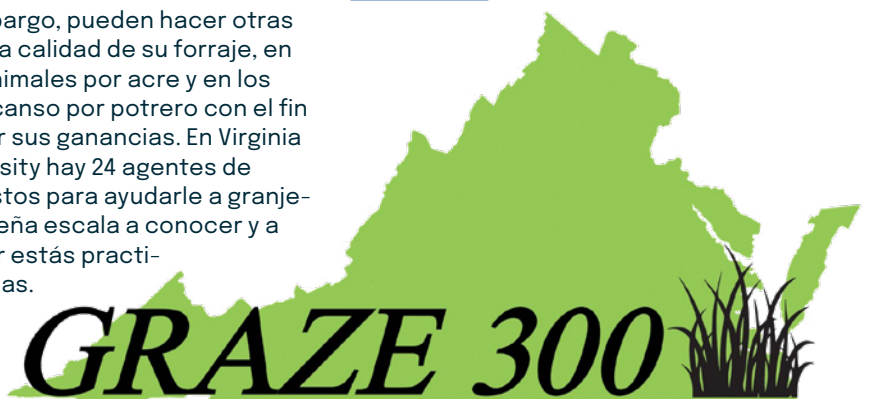 bargo, pueden hacer otras
a calidad de su forraje, en
nimales por acre y en los
canso por potrero con el fin
r sus ganancias. En Virginia
sity hay 24 agentes de
stos para ayudarle a granje-
eña escala a conocer y a
r estás practi-
as.
GRAZE 300